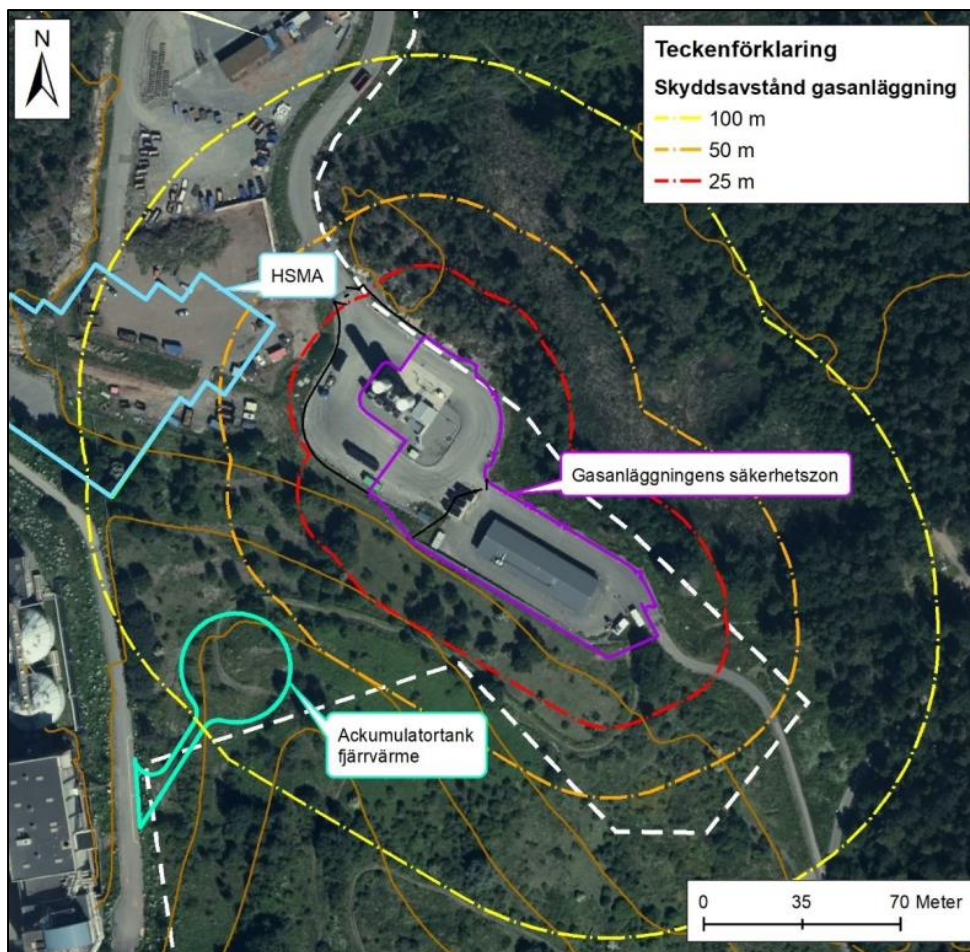 N
Teckenförklaring
Skyddsavstånd gasanläggning
100 m
50 m
25 m
HSMA
Gasanläggningens säkerhetszon
Ackumulatortank
fjärrvärme
0 35 70 Meter